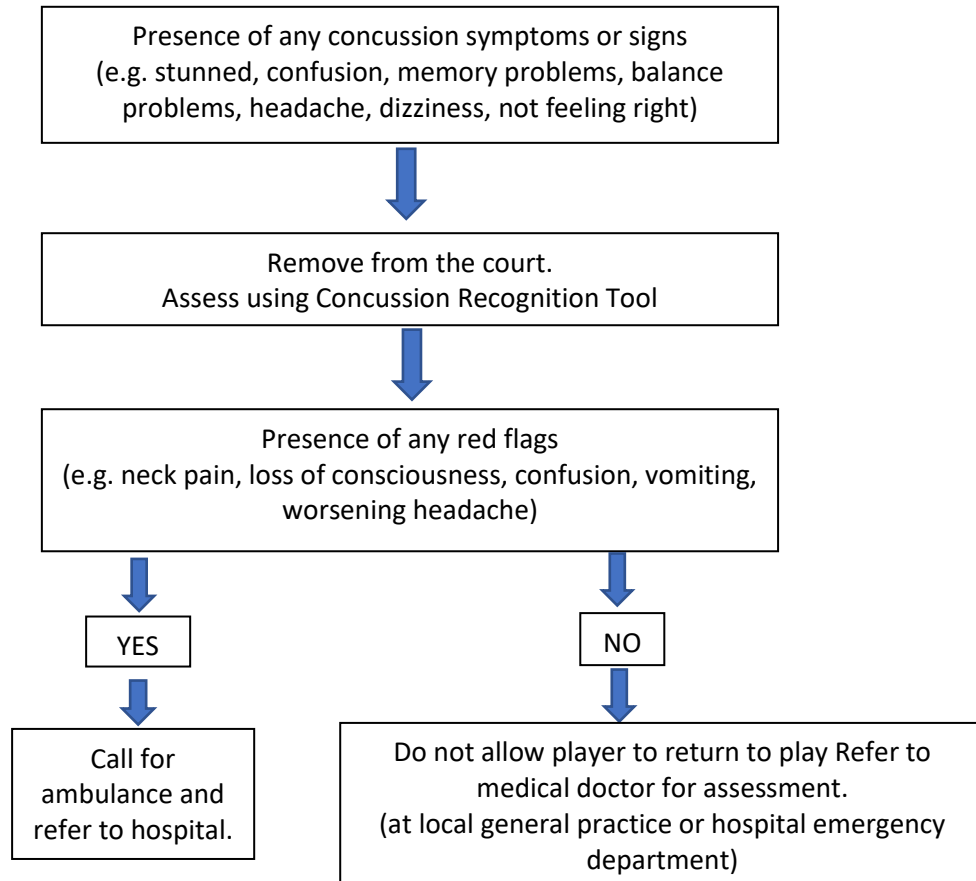 Presence of any concussion symptoms or signs
(e.g. stunned, confusion, memory problems, balance
problems, headache, dizziness, not feeling right)
Remove from the court.
Assess using Concussion Recognition Tool
Presence of any red flags
(e.g. neck pain, loss of consciousness, confusion, vomiting,
worsening headache)
YES
NO
Call for
ambulance and
refer to hospital.
Do not allow player to return to play Refer to
medical doctor for assessment.
(at local general practice or hospital emergency
department)